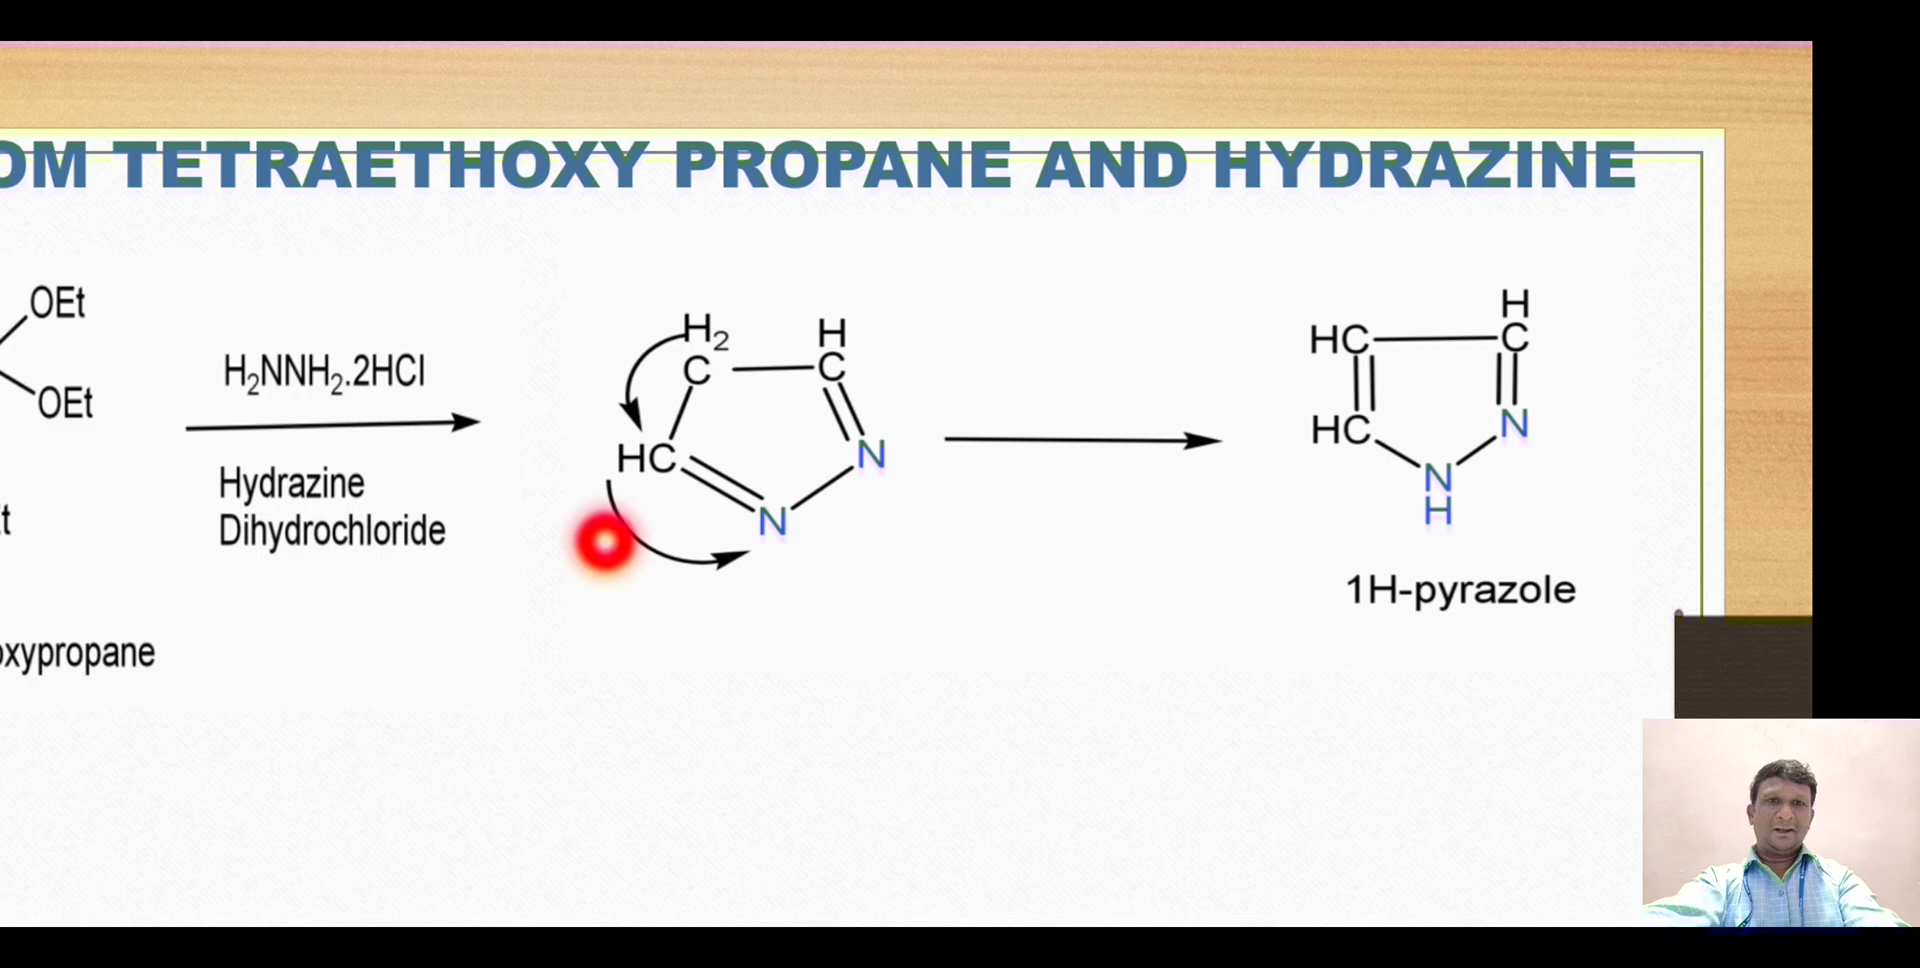 OM TETRAETHOXY PROPANE AND HYDRAZINE
OEt
OEt
t
oxypropane
H₂NNH₂.2HCl
Hydrazine
Dihydrochloride
H₂ H
C C
HC N
N
H
HC C
HC N
N
H
1H-pyrazole